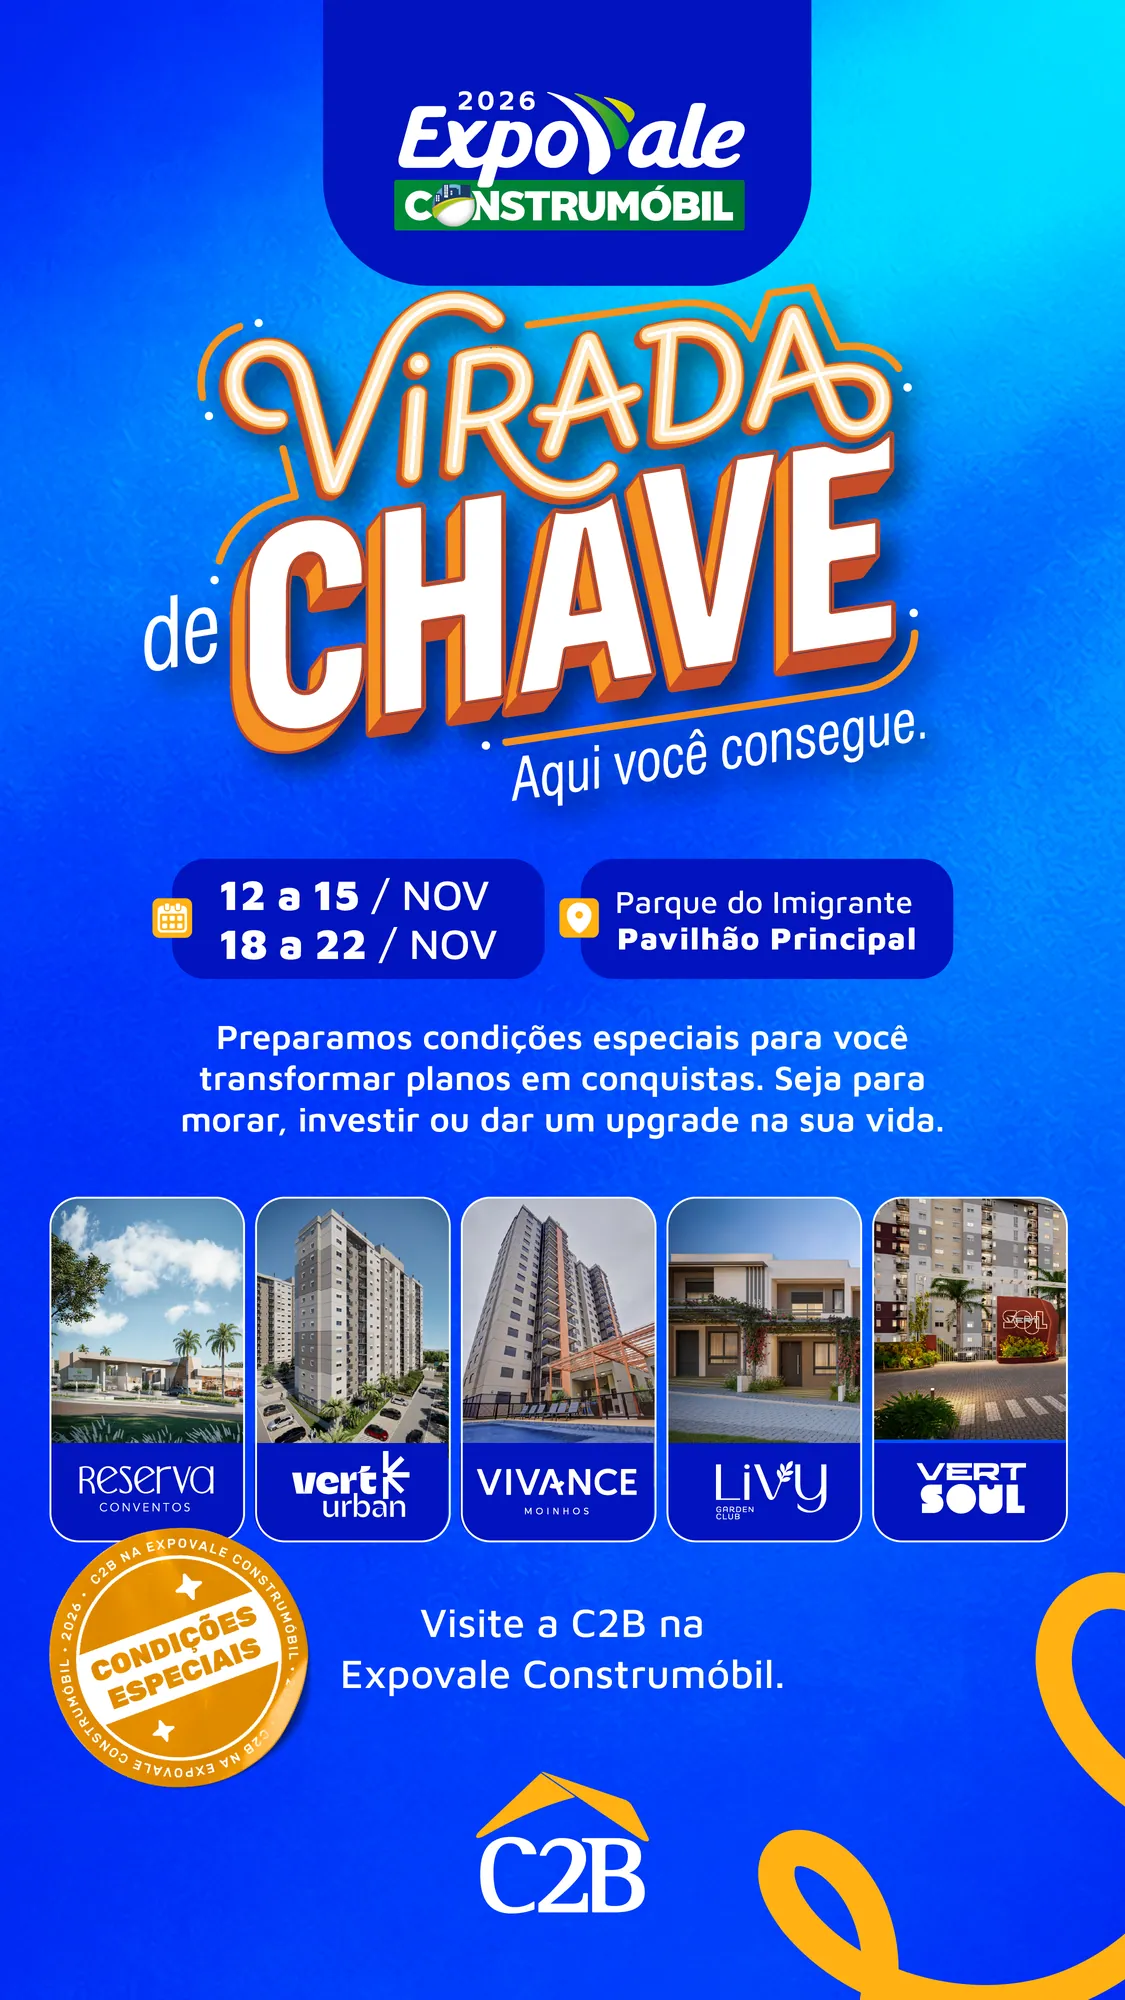 2026
ExpoVale
CONSTRUMÓBIL
VIRADA
de CHAVE
Aqui você consegue.
12 a 15 / NOV
18 a 22 / NOV
Parque do Imigrante
Pavilhão Principal
Preparamos condições especiais para você
transformar planos em conquistas. Seja para
morar, investir ou dar um upgrade na sua vida.
SOUL
VERT
Reserva
CONVENTOS
vert
urban
VIVANCE
MOINHOS
LiVy
GARDEN
CLUB
VERT
SOUL
C2B NA EXPOVALE CONSTRUMÓBIL • 2026 •
C2B NA EXPOVALE CONSTRUMÓBIL • 2026 •
CONDIÇÕES
ESPECIAIS
Visite a C2B na
Expovale Construmóbil.
C2B